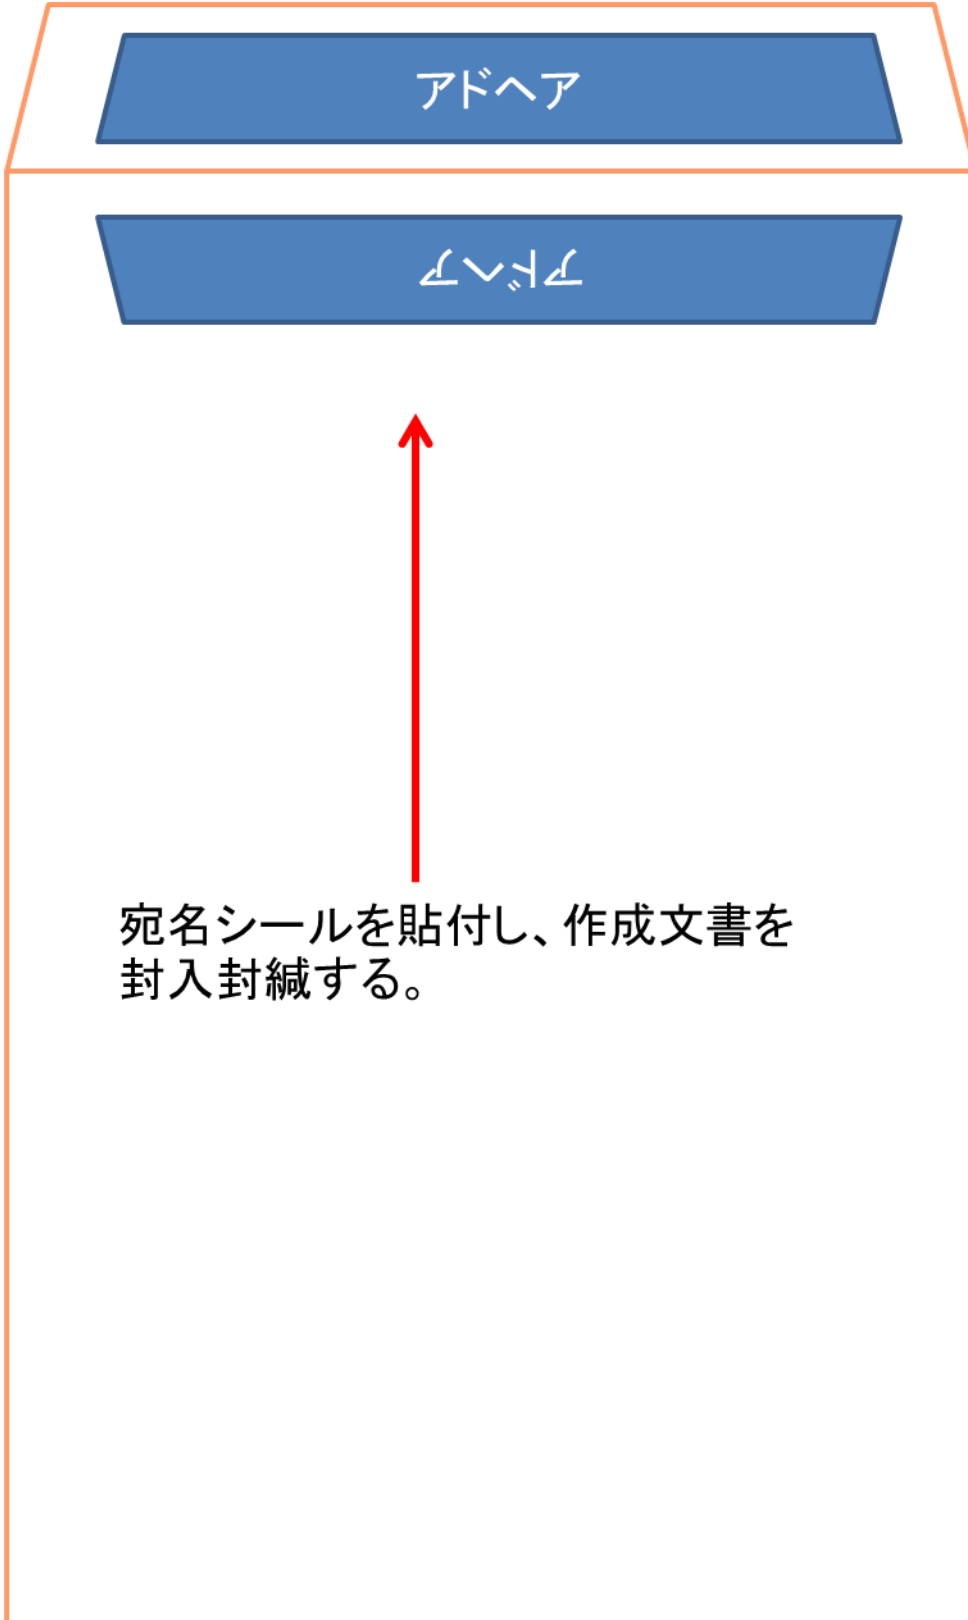 アドヘア
アドヘア
宛名シールを貼付し、作成文書を
封入封緘する。